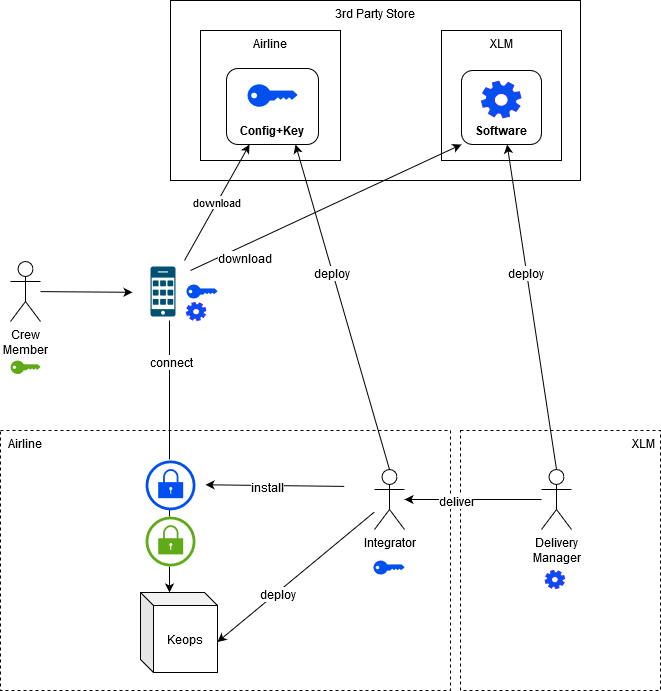 3rd Party Store
Airline
XLM
Config+Key
Software
download
download
deploy
deploy
Crew
Member
connect
Airline
XLM
install
deliver
Integrator
Delivery
Manager
deploy
Keops